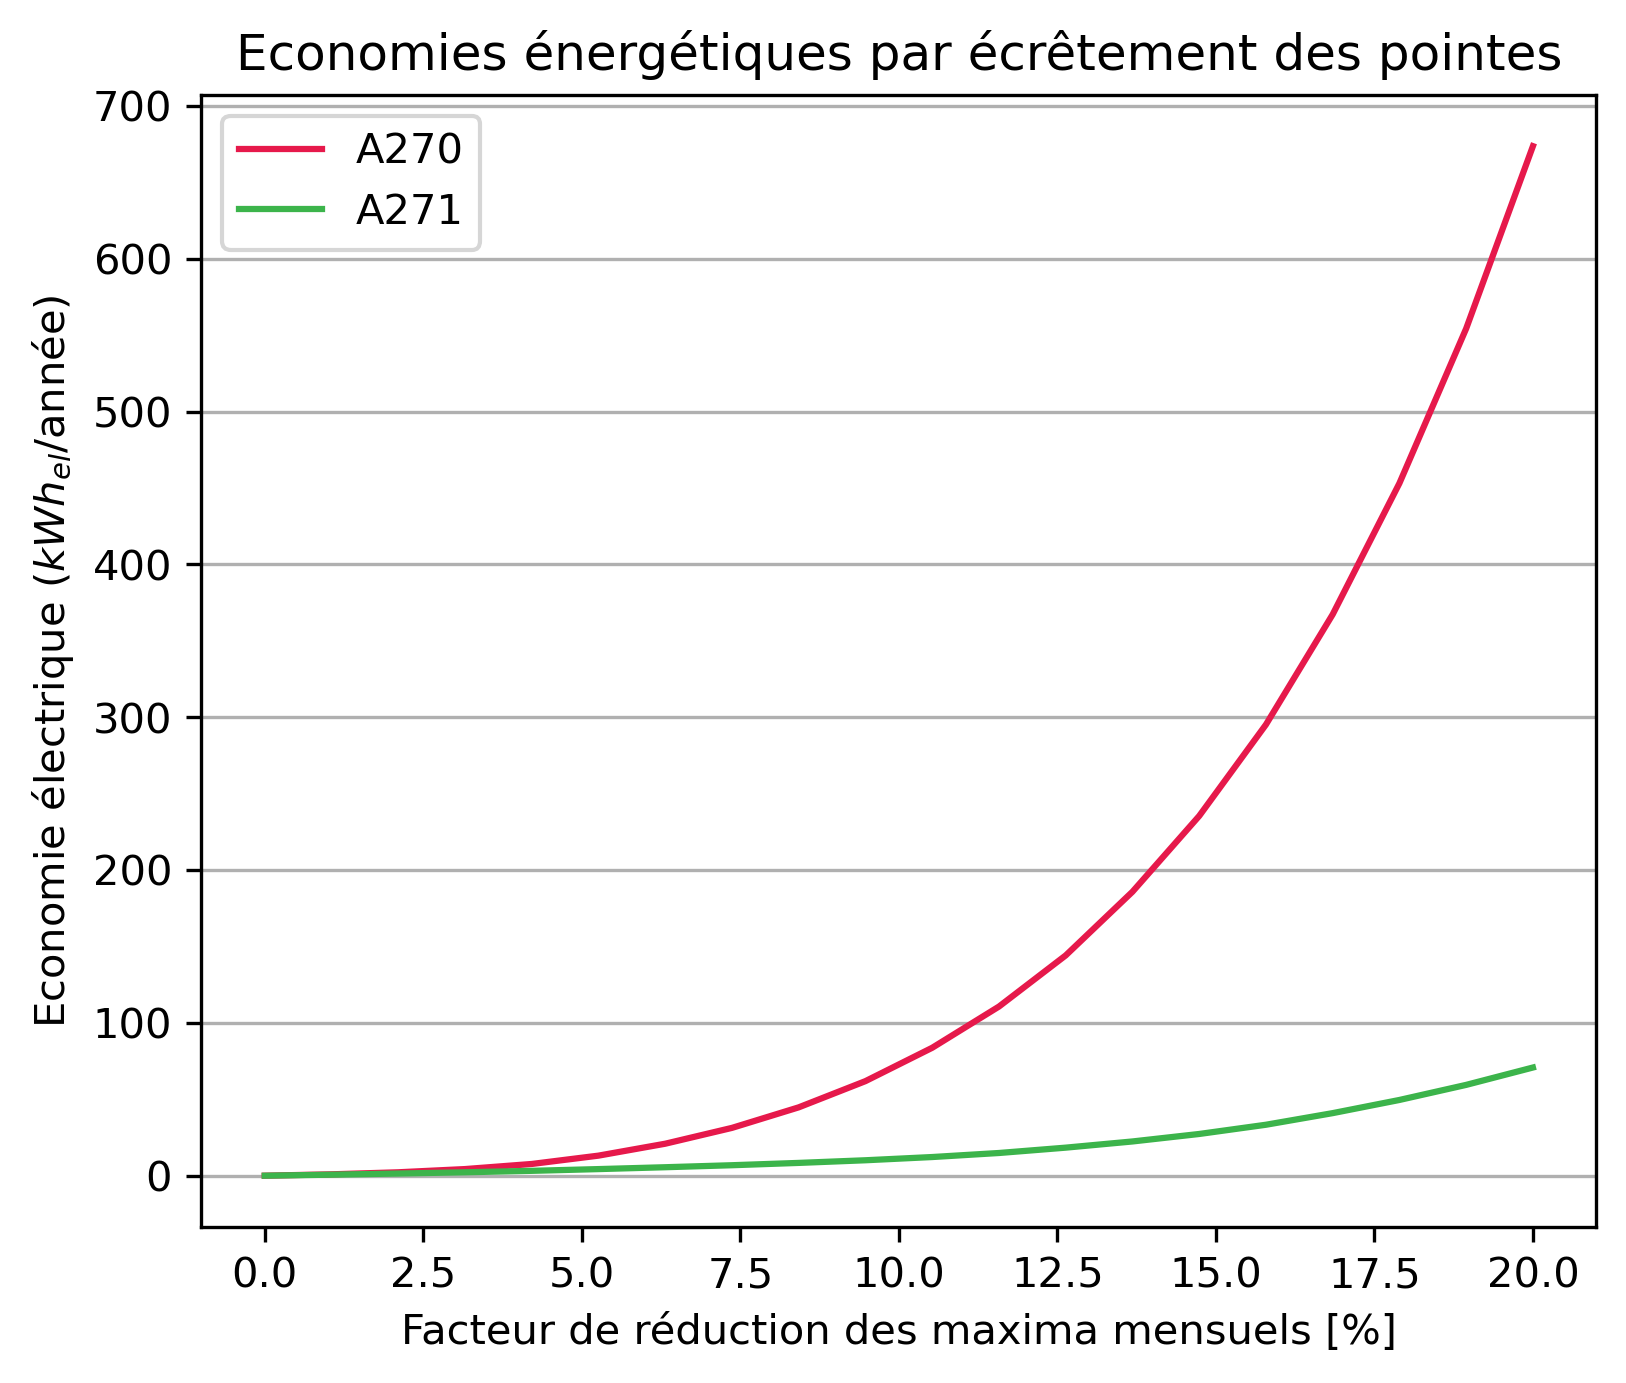 Economies énergétiques par écrêtement des pointes
A270
A271
700
600
500
400
300
200
100
0
Economie électrique (kWh_el/année)
0.0 2.5 5.0 7.5 10.0 12.5 15.0 17.5 20.0
Facteur de réduction des maxima mensuels [%]